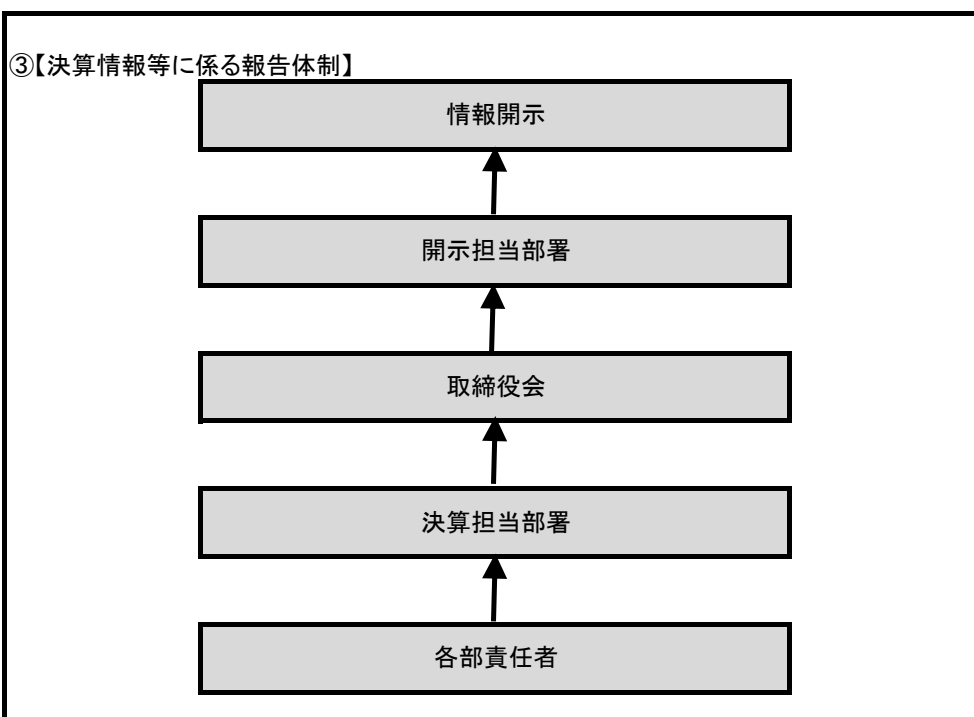 ③【決算情報等に係る報告体制】
情報開示
開示担当部署
取締役会
決算担当部署
各部責任者